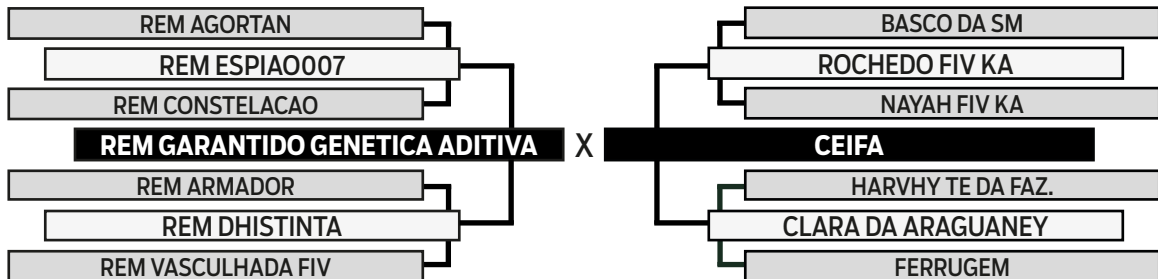 REM AGORTAN
REM ESPIAO007
REM CONSTELACAO
REM GARANTIDO GENETICA ADITIVA
REM ARMADOR
REM DHISTINTA
REM VASCULHADA FIV
X
BASCO DA SM
ROCHEDO FIV KA
NAYAH FIV KA
CEIFA
HARVHY TE DA FAZ.
CLARA DA ARAGUANEY
FERRUGEM